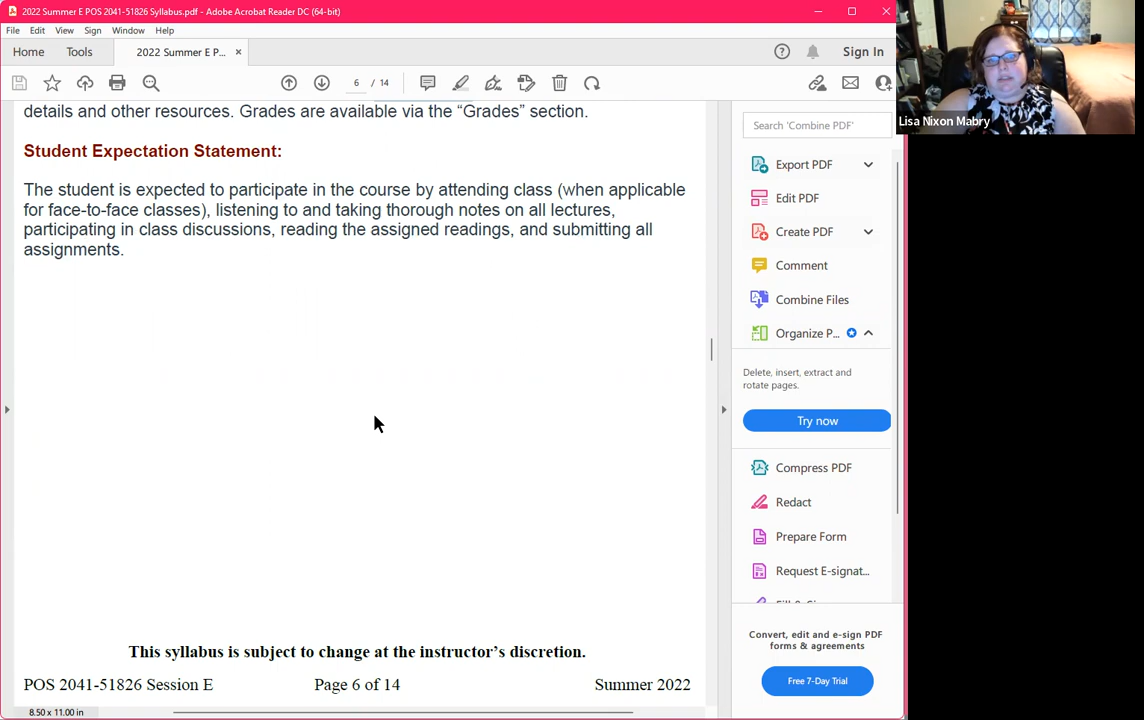 2022 Summer E POS 2041-51826 Syllabus.pdf - Adobe Acrobat Reader DC (64-bit)
File Edit View Sign Window Help
Home Tools 2022 Summer E P... × Sign In
6 / 14
details and other resources. Grades are available via the “Grades” section.
Student Expectation Statement:
The student is expected to participate in the course by attending class (when applicable
for face-to-face classes), listening to and taking thorough notes on all lectures,
participating in class discussions, reading the assigned readings, and submitting all
assignments.
This syllabus is subject to change at the instructor’s discretion.
POS 2041-51826 Session E Page 6 of 14 Summer 2022
8.50 x 11.00 in
Search 'Combine PDF'
Export PDF
Edit PDF
Create PDF
Comment
Combine Files
Organize P...
Delete, insert, extract and
rotate pages.
Try now
Compress PDF
Redact
Prepare Form
Request E-signat...
Convert, edit and e-sign PDF
forms & agreements
Free 7-Day Trial
Lisa Nixon Mabry